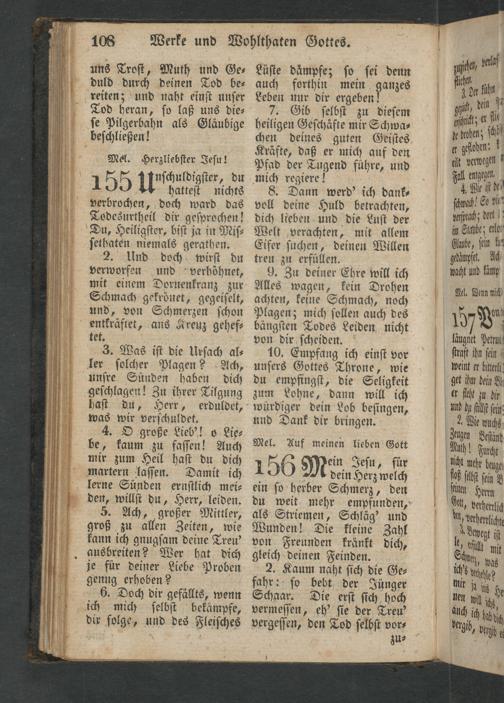 108 Werke und Wohlthaten Gottes.
uns Trost, Muth und Ge-
duld durch deinen Tod be-
reiten; und naht einst unser
Tod heran, so laß uns die-
se Pilgerbahn als Gläubige
beschließen!
Mel. Herzliebster Jesu!
155 Unschuldigster, du
hattest nichts
verbrochen, doch ward das
Todesurtheil dir gesprochen!
Du, Heiligster, bist ja in Mis-
sethaten niemals gerathen.
2. Und doch wirst du
verworfen und verhöhnet,
mit einem Dornenkranz zur
Schmach gekrönet, gegeiselt,
und, von Schmerzen schon
entkräftet, ans Kreuz gehef-
tet.
3. Was ist die Ursach al-
ler solcher Plagen? Ach,
unsre Sünden haben dich
geschlagen! Zu ihrer Tilgung
hast du, Herr, erduldet,
was wir verschuldet.
4. O große Lieb'! o Lie-
be, kaum zu fassen! Auch
mir zum Heil hast du dich
martern lassen. Damit ich
lerne Sünden ernstlich mei-
den, willst du, Herr, leiden.
5. Ach, großer Mittler,
groß zu allen Zeiten, wie
kann ich gnugsam deine Treu'
ausbreiten? Wer hat dich
je für deiner Liebe Proben
genug erhoben?
6. Doch dir gefällts, wenn
ich mich selbst bekämpfe,
dir folge, und des Fleisches
Lüste dämpfe; so sei denn
auch forthin mein ganzes
Leben nur dir ergeben!
7. Gib selbst zu diesem
heiligen Geschäfte mir Schwa-
chen deines guten Geistes
Kräfte, daß er mich auf den
Pfad der Tugend führe, und
mich regiere!
8. Dann werd' ich dank-
voll deine Huld betrachten,
dich lieben und die Lust der
Welt verachten, mit allem
Eifer suchen, deinen Willen
treu zu erfüllen.
9. Zu deiner Ehre will ich
Alles wagen, kein Drohen
achten, keine Schmach, noch
Plagen; mich sollen auch des
bängsten Todes Leiden nicht
von dir scheiden.
10. Empfang ich einst vor
unsers Gottes Throne, wie
du empfingst, die Seligkeit
zum Lohne, dann will ich
würdiger dein Lob besingen,
und Dank dir bringen.
Mel. Auf meinen lieben Gott
156 Mein Jesu, für
dein Herz welch
ein so herber Schmerz, den
du weit mehr empfunden,
als Striemen, Schläg' und
Wunden! Die kleine Zahl
von Freunden kränkt dich,
gleich deinen Feinden.
2. Kaum naht sich die Ge-
fahr: so bebt der Jünger
Schaar. Die erst sich hoch
vermessen, eh' sie der Treu'
vergessen, den Tod selbst vor-
zu-